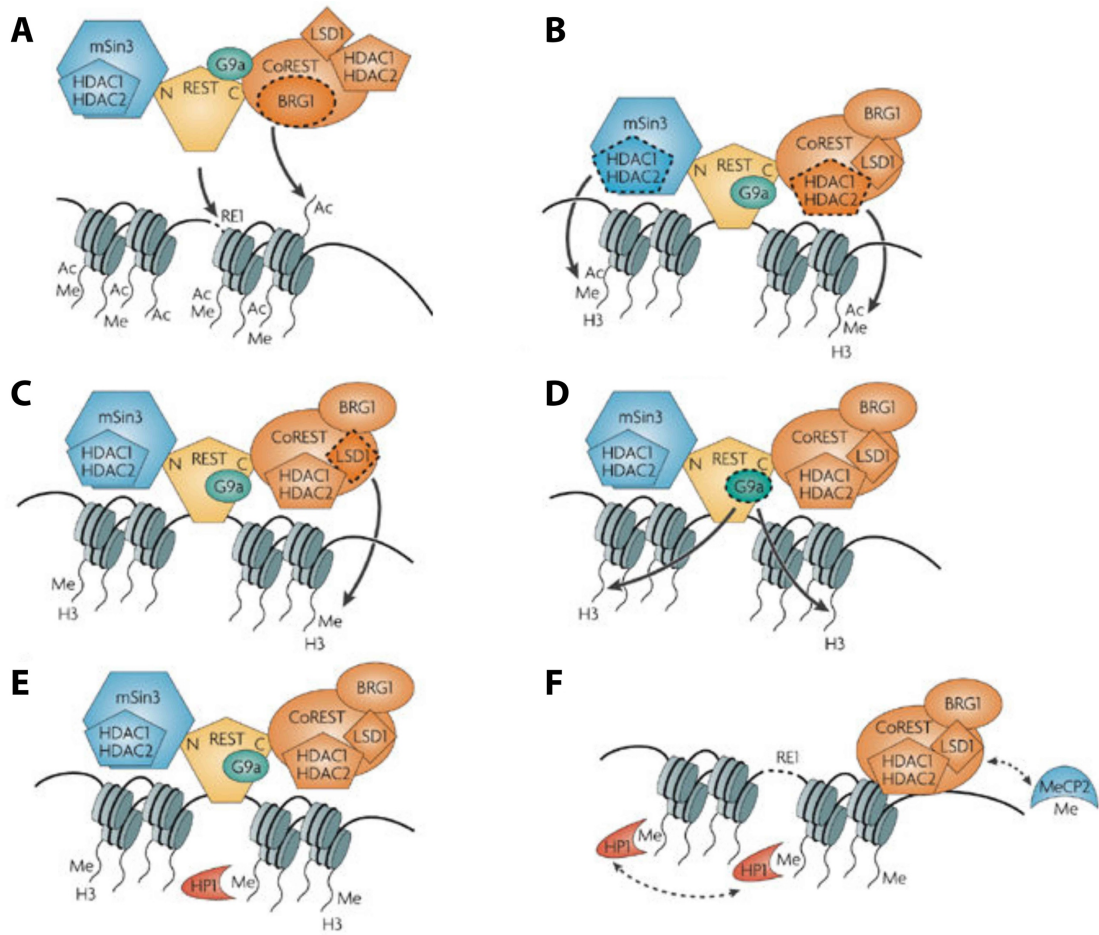 A
mSin3
HDAC1
HDAC2
N
REST
C
G9a
CoREST
LSD1
HDAC1
HDAC2
BRG1
RE1
Ac
Ac
Me
Ac
Me
Ac
Ac
Me
Ac
Me
B
mSin3
HDAC1
HDAC2
N
REST
C
G9a
CoREST
BRG1
LSD1
HDAC1
HDAC2
Ac
Me
H3
Ac
Me
H3
C
mSin3
HDAC1
HDAC2
N
REST
C
G9a
CoREST
BRG1
LSD1
HDAC1
HDAC2
Me
H3
Me
H3
D
mSin3
HDAC1
HDAC2
N
REST
C
G9a
CoREST
BRG1
LSD1
HDAC1
HDAC2
H3
H3
E
mSin3
HDAC1
HDAC2
N
REST
C
G9a
CoREST
BRG1
LSD1
HDAC1
HDAC2
Me
H3
HP1
Me
Me
H3
F
RE1
CoREST
BRG1
LSD1
HDAC1
HDAC2
MeCP2
Me
HP1
Me
HP1
Me
Me